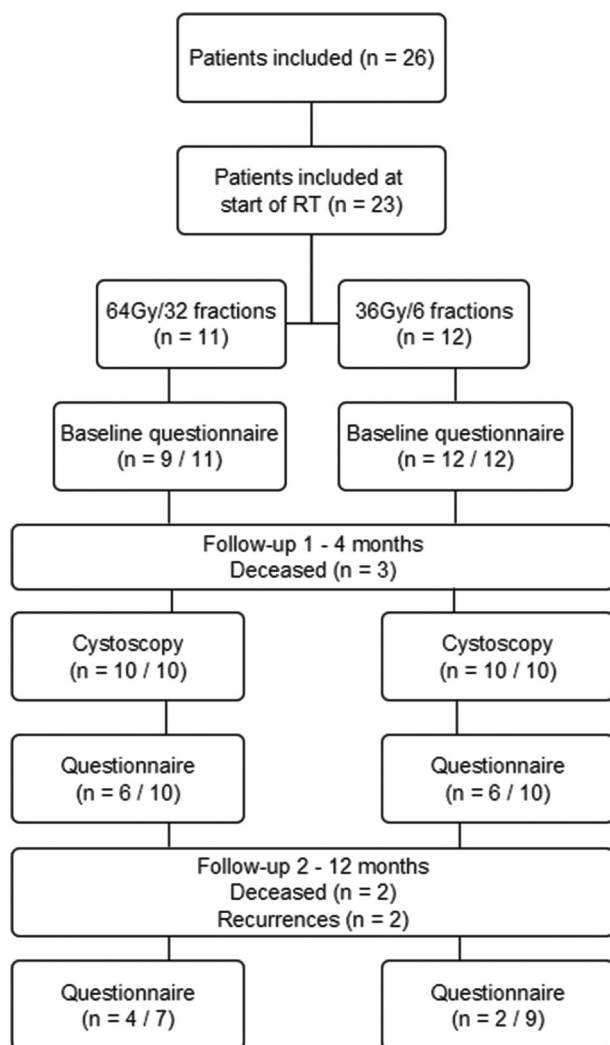 Patients included (n = 26)
Patients included at
start of RT (n = 23)
64Gy/32 fractions
(n = 11)
36Gy/6 fractions
(n = 12)
Baseline questionnaire
(n = 9 / 11)
Baseline questionnaire
(n = 12 / 12)
Follow-up 1 - 4 months
Deceased (n = 3)
Cystoscopy
(n = 10 / 10)
Cystoscopy
(n = 10 / 10)
Questionnaire
(n = 6 / 10)
Questionnaire
(n = 6 / 10)
Follow-up 2 - 12 months
Deceased (n = 2)
Recurrences (n = 2)
Questionnaire
(n = 4 / 7)
Questionnaire
(n = 2 / 9)